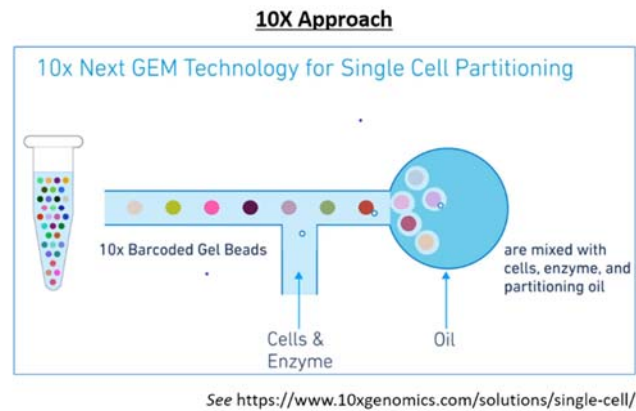 10X Approach
10x Next GEM Technology for Single Cell Partitioning
10x Barcoded Gel Beads
are mixed with
cells, enzyme, and
partitioning oil
Cells &
Enzyme
Oil
See https://www.10xgenomics.com/solutions/single-cell/